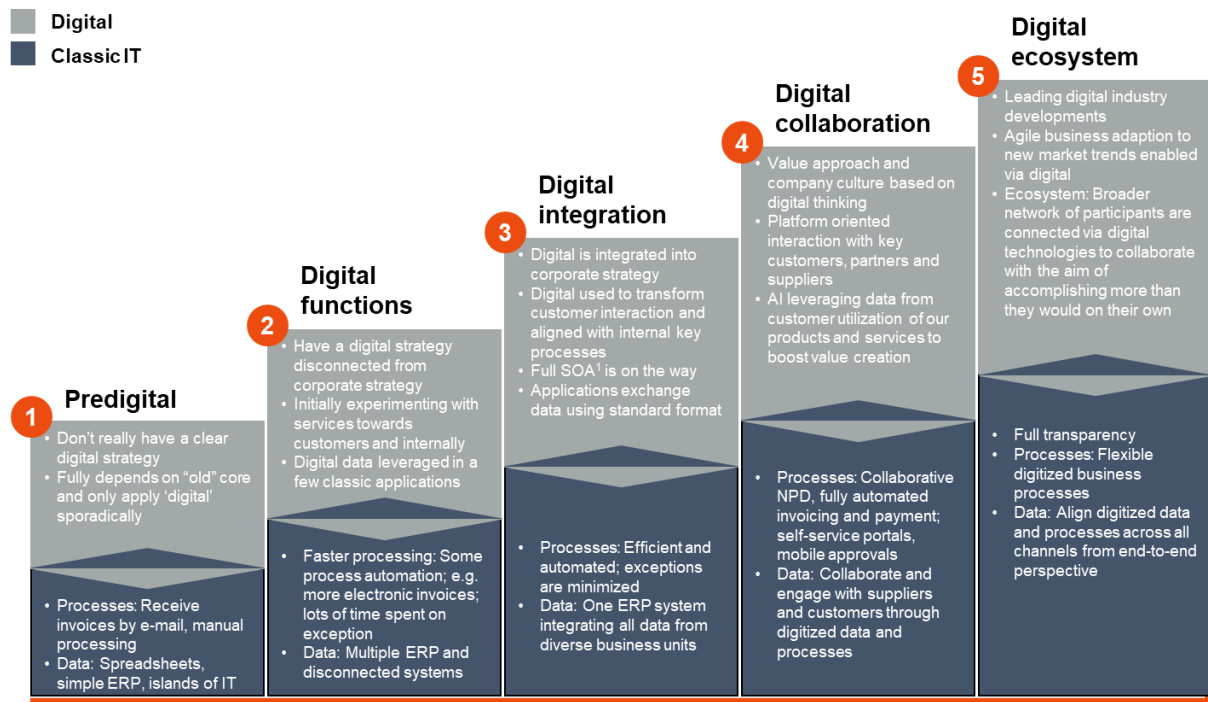 Digital
Classic IT
1
Predigital
• Don't really have a clear
digital strategy
• Fully depends on “old” core
and only apply ‘digital’
sporadically
• Processes: Receive
invoices by e-mail, manual
processing
• Data: Spreadsheets,
simple ERP, islands of IT
2
Digital
functions
• Have a digital strategy
disconnected from
corporate strategy
• Initially experimenting with
services towards
customers and internally
• Digital data leveraged in a
few classic applications
• Faster processing: Some
process automation; e.g.
more electronic invoices;
lots of time spent on
exception
• Data: Multiple ERP and
disconnected systems
3
Digital
integration
• Digital is integrated into
corporate strategy
• Digital used to transform
customer interaction and
aligned with internal key
processes
• Full SOA¹ is on the way
• Applications exchange
data using standard format
• Processes: Efficient and
automated; exceptions
are minimized
• Data: One ERP system
integrating all data from
diverse business units
4
Digital
collaboration
• Value approach and
company culture based on
digital thinking
• Platform oriented
interaction with key
customers, partners and
suppliers
• AI leveraging data from
customer utilization of our
products and services to
boost value creation
• Processes: Collaborative
NPD, fully automated
invoicing and payment;
self-service portals,
mobile approvals
• Data: Collaborate and
engage with suppliers
and customers through
digitized data and
processes
5
Digital
ecosystem
• Leading digital industry
developments
• Agile business adaption to
new market trends enabled
via digital
• Ecosystem: Broader
network of participants are
connected via digital
technologies to collaborate
with the aim of
accomplishing more than
they would on their own
• Full transparency
• Processes: Flexible
digitized business
processes
• Data: Align digitized data
and processes across all
channels from end-to-end
perspective